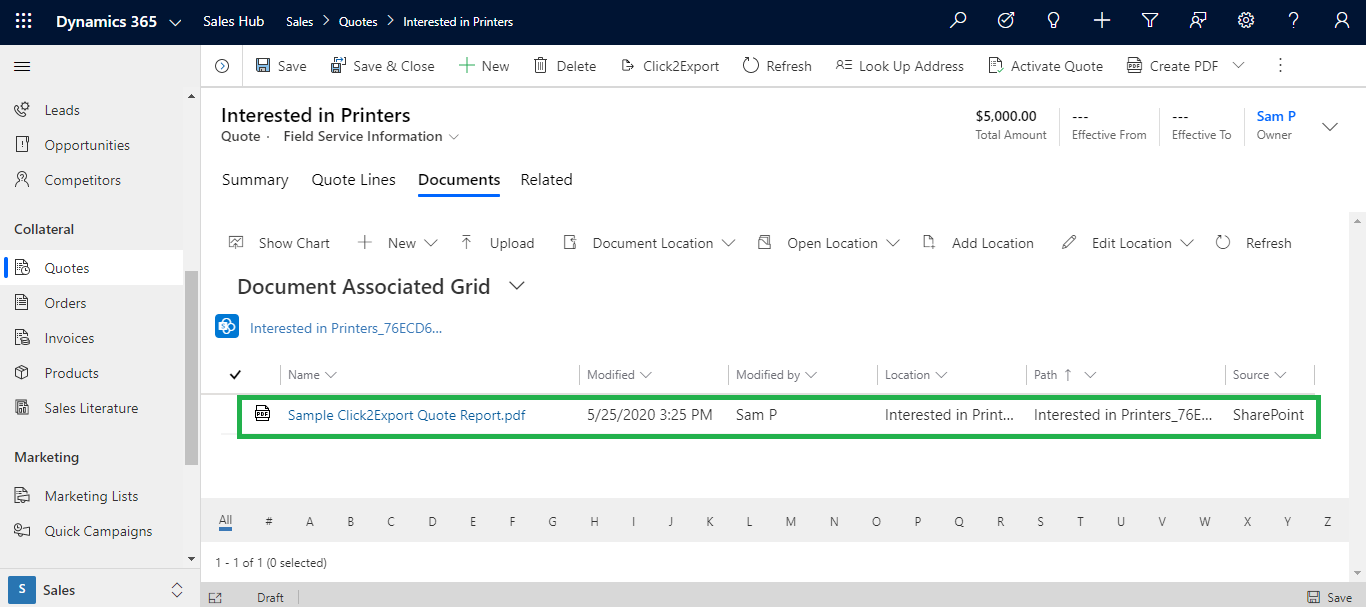 Dynamics 365 Sales Hub Sales > Quotes > Interested in Printers
Save Save & Close New Delete Click2Export Refresh Look Up Address Activate Quote PDF Create PDF
Leads
Opportunities
Competitors
Collateral
Quotes
Orders
Invoices
Products
Sales Literature
Marketing
Marketing Lists
Quick Campaigns
S Sales
Interested in Printers
Quote · Field Service Information
$5,000.00
Total Amount
---
Effective From
---
Effective To
Sam P
Owner
Summary Quote Lines Documents Related
Show Chart New Upload Document Location Open Location Add Location Edit Location Refresh
Document Associated Grid
Interested in Printers_76ECD6...
Name Modified Modified by Location Path ↑ Source
PDF Sample Click2Export Quote Report.pdf 5/25/2020 3:25 PM Sam P Interested in Print... Interested in Printers_76E... SharePoint
All # A B C D E F G H I J K L M N O P Q R S T U V W X Y Z
1 - 1 of 1 (0 selected)
Draft Save